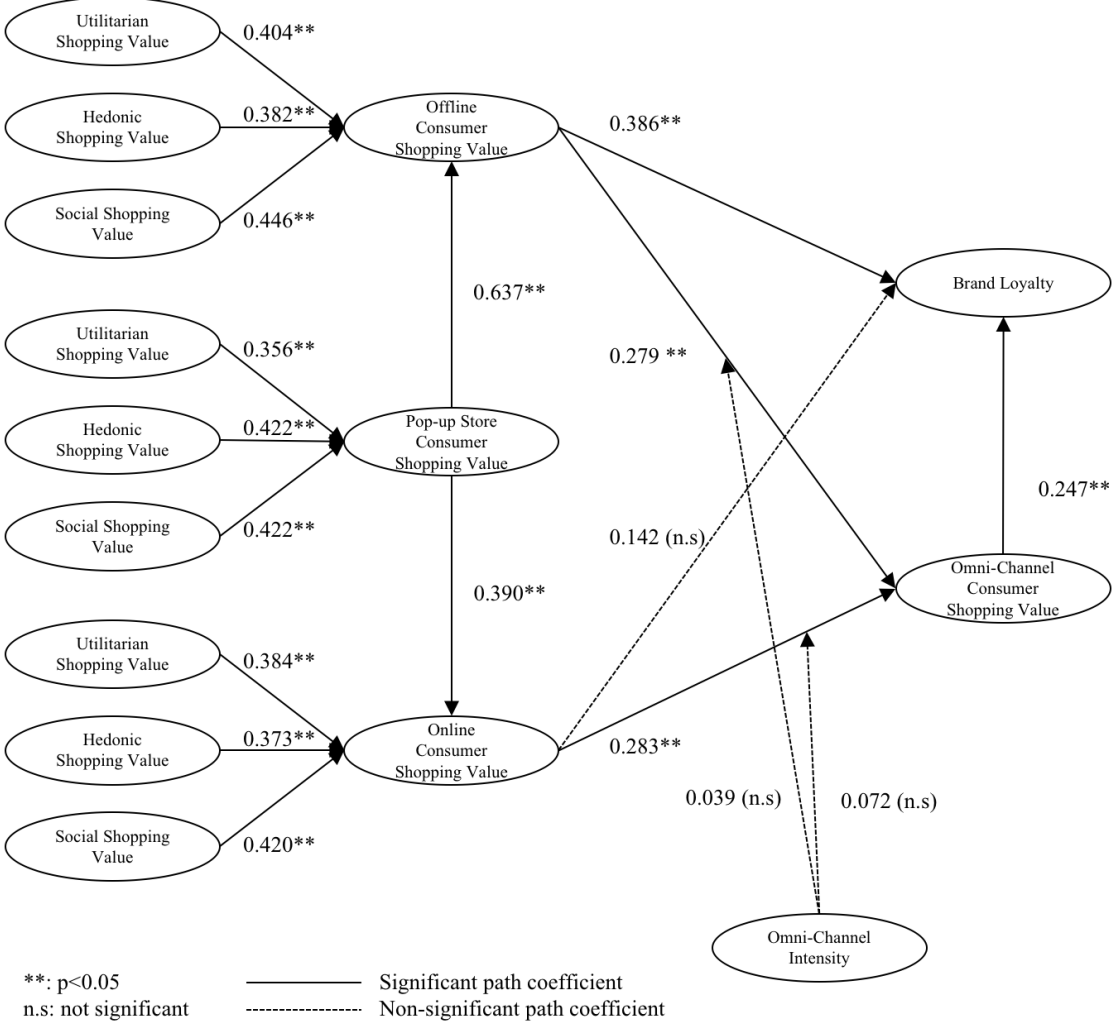 Utilitarian
Shopping Value
0.404**
Hedonic
Shopping Value
0.382**
Offline
Consumer
Shopping Value
0.386**
Social Shopping
Value
0.446**
0.637**
Brand Loyalty
Utilitarian
Shopping Value
0.356**
0.279 **
Hedonic
Shopping Value
0.422**
Pop-up Store
Consumer
Shopping Value
0.247**
Social Shopping
Value
0.422**
0.142 (n.s)
0.390**
Omni-Channel
Consumer
Shopping Value
Utilitarian
Shopping Value
0.384**
Hedonic
Shopping Value
0.373**
Online
Consumer
Shopping Value
0.283**
0.039 (n.s)
0.072 (n.s)
Social Shopping
Value
0.420**
Omni-Channel
Intensity
**: p<0.05
Significant path coefficient
n.s: not significant
Non-significant path coefficient